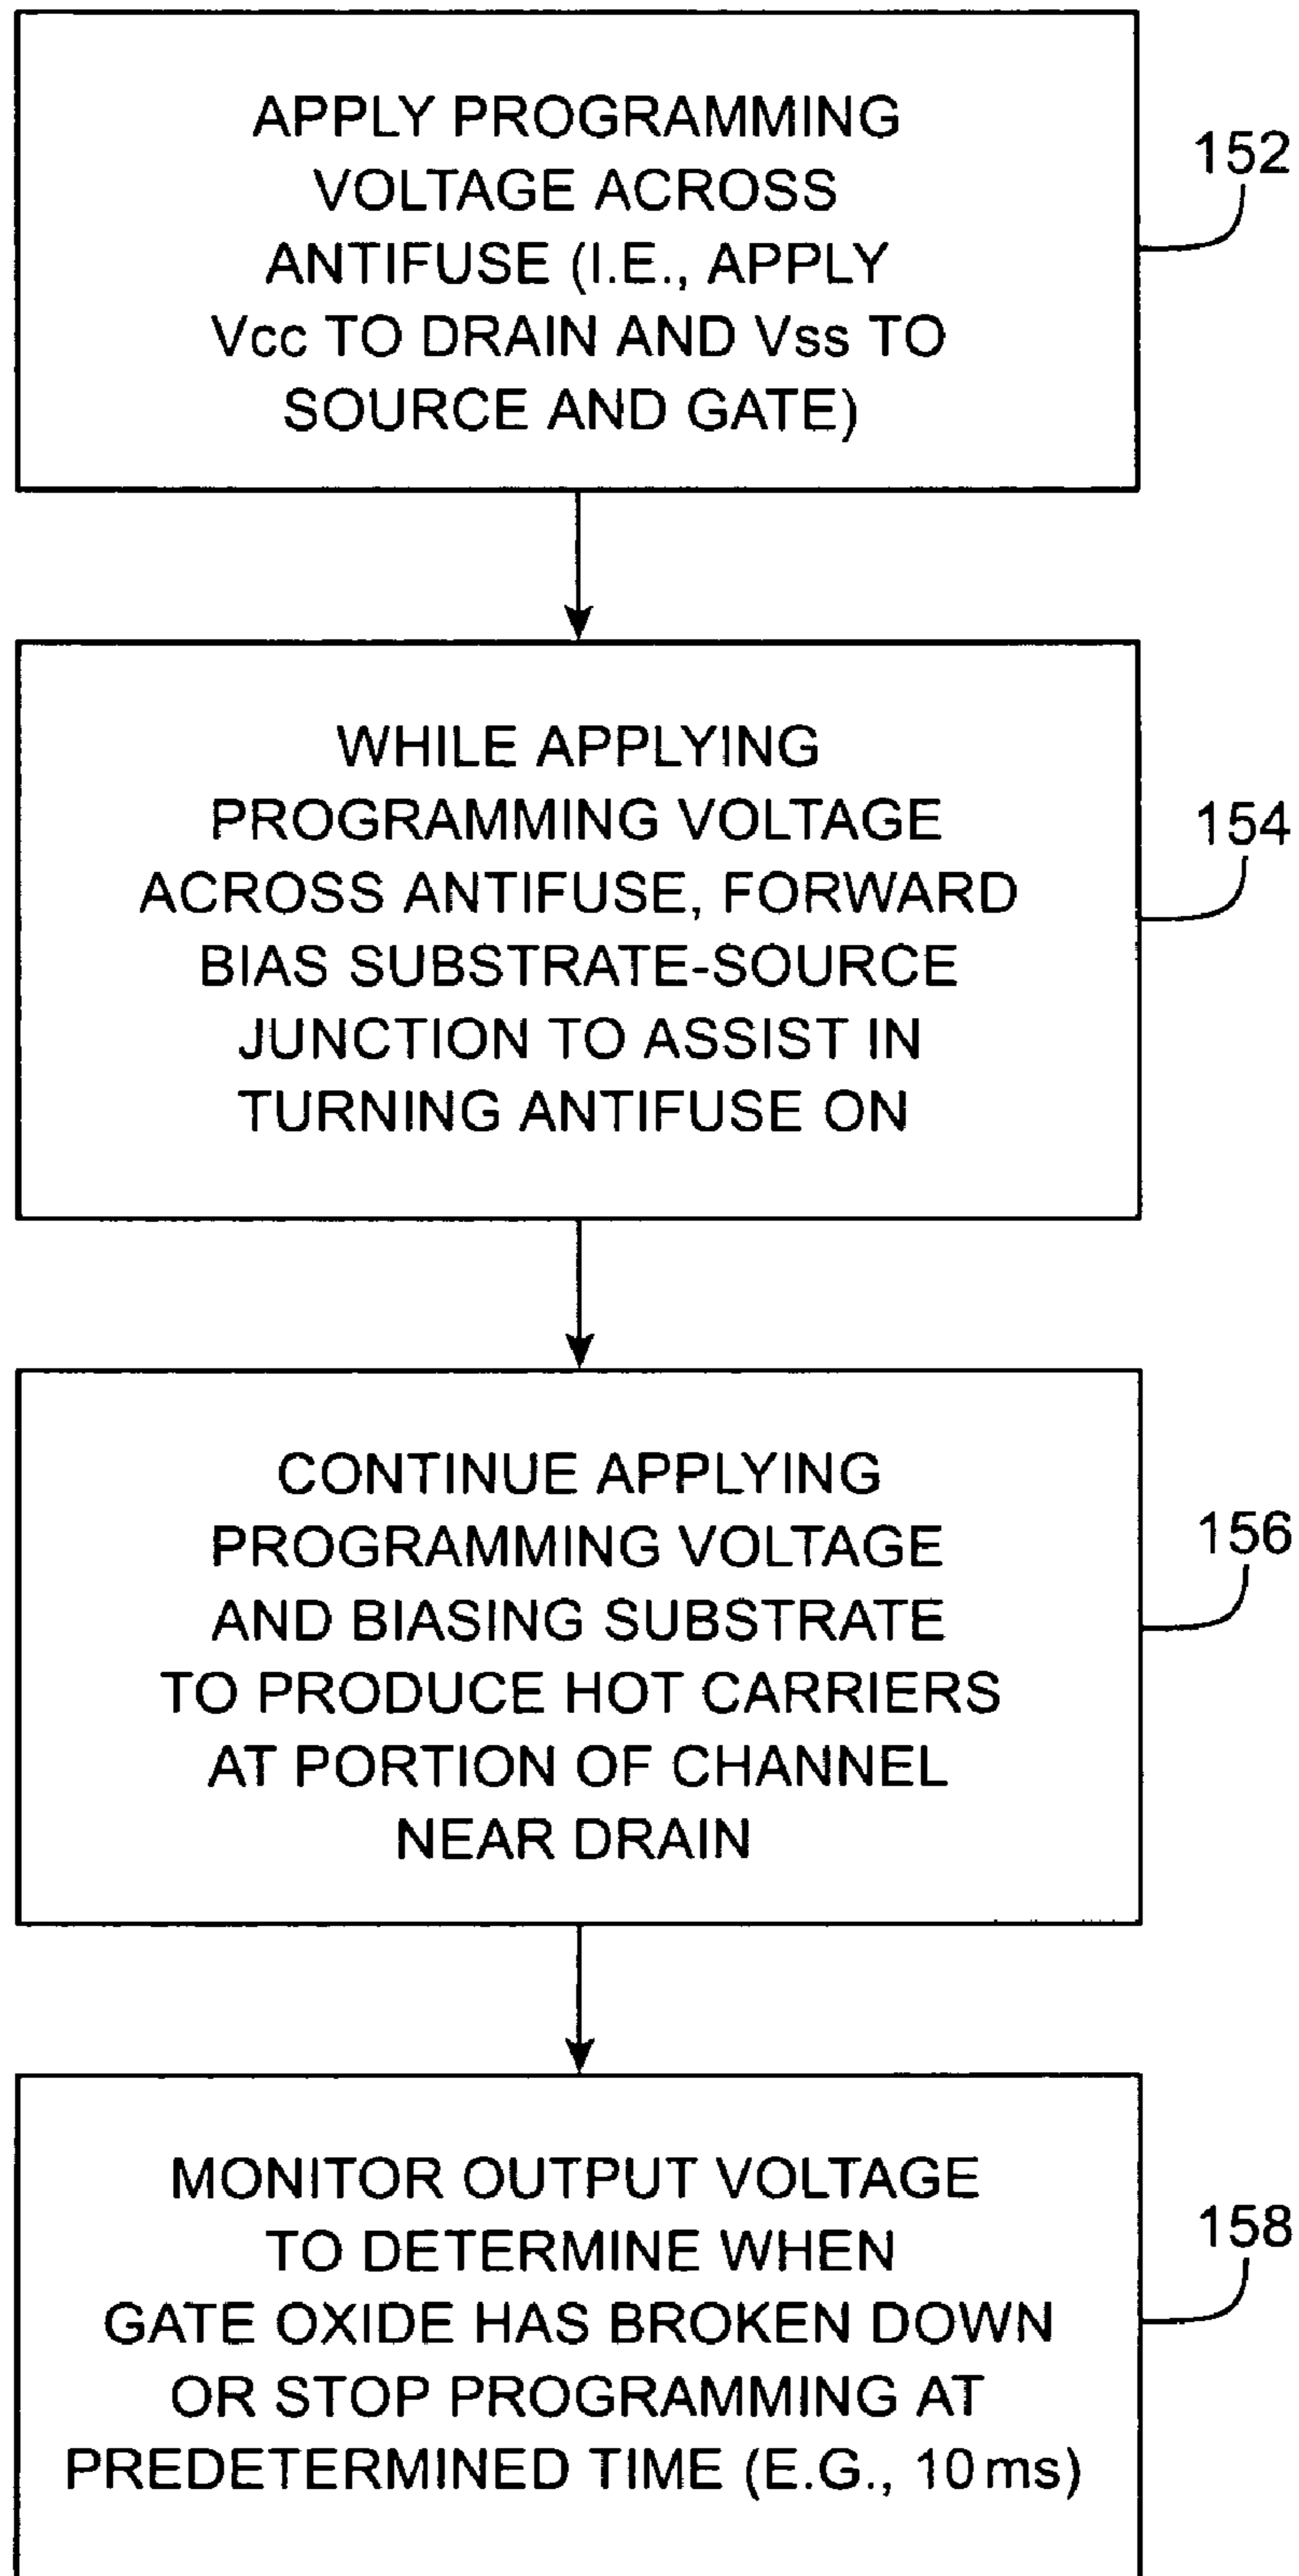 APPLY PROGRAMMING
VOLTAGE ACROSS
ANTIFUSE (I.E., APPLY
Vcc TO DRAIN AND Vss TO
SOURCE AND GATE)
152
WHILE APPLYING
PROGRAMMING VOLTAGE
ACROSS ANTIFUSE, FORWARD
BIAS SUBSTRATE-SOURCE
JUNCTION TO ASSIST IN
TURNING ANTIFUSE ON
154
CONTINUE APPLYING
PROGRAMMING VOLTAGE
AND BIASING SUBSTRATE
TO PRODUCE HOT CARRIERS
AT PORTION OF CHANNEL
NEAR DRAIN
156
MONITOR OUTPUT VOLTAGE
TO DETERMINE WHEN
GATE OXIDE HAS BROKEN DOWN
OR STOP PROGRAMMING AT
PREDETERMINED TIME (E.G., 10 ms)
158